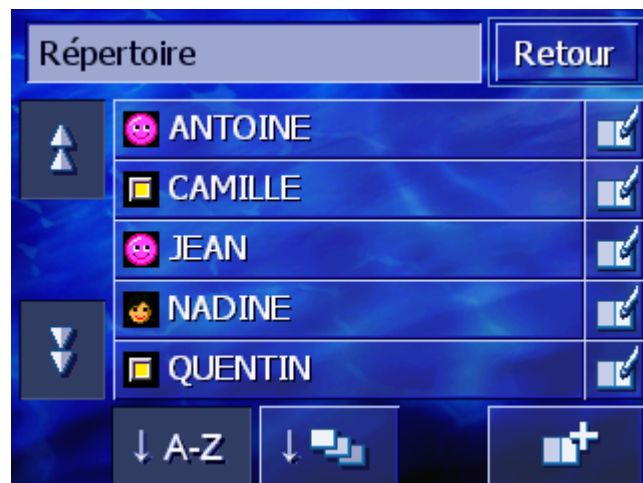 Répertoire
Retour
ANTOINE
CAMILLE
JEAN
NADINE
QUENTIN
↓ A-Z